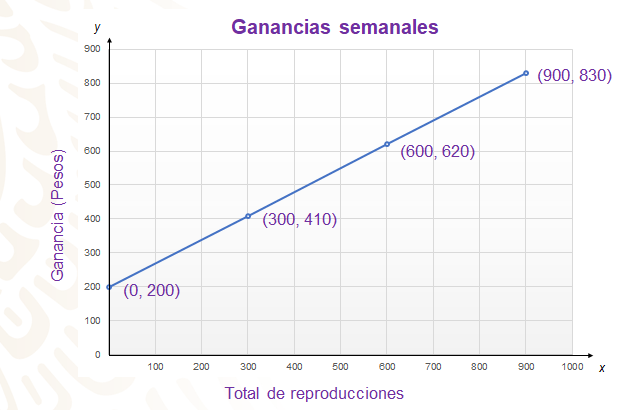 Ganancias semanales
y
900
800
700
600
500
400
300
200
100
0
Ganancia (Pesos)
(900, 830)
(600, 620)
(300, 410)
(0, 200)
100 200 300 400 500 600 700 800 900 1000
x
Total de reproducciones